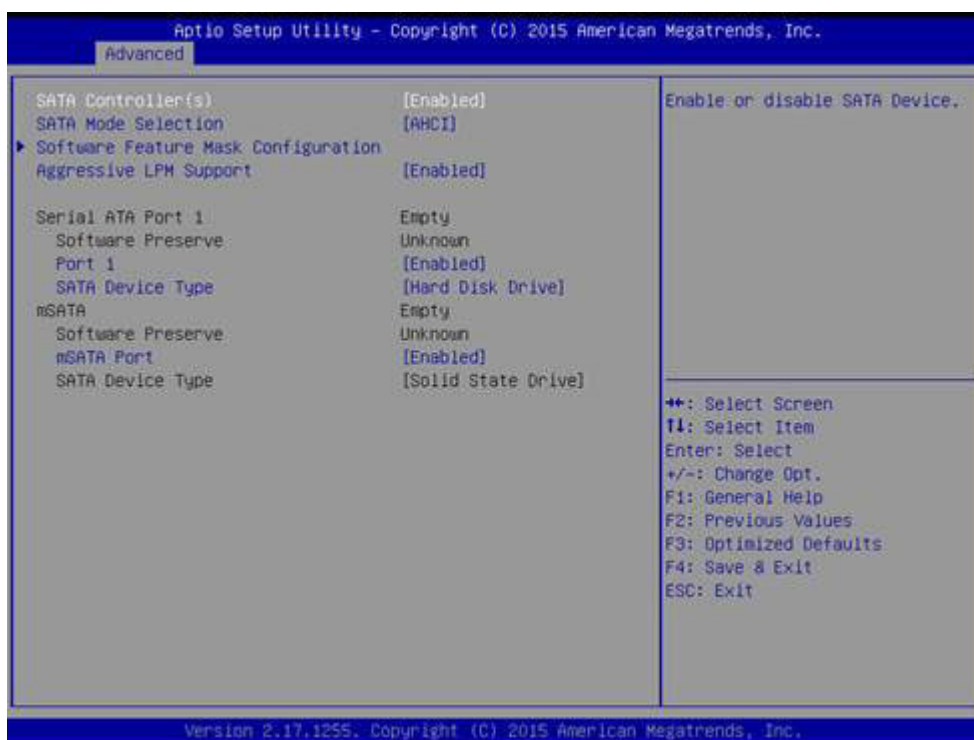 Aptio Setup Utility – Copyright (C) 2015 American Megatrends, Inc.
Advanced
SATA Controller(s) [Enabled]
SATA Mode Selection [AHCI]
Software Feature Mask Configuration
Aggressive LPM Support [Enabled]
Serial ATA Port 1 Empty
Software Preserve Unknown
Port 1 [Enabled]
SATA Device Type [Hard Disk Drive]
mSATA Empty
Software Preserve Unknown
mSATA Port [Enabled]
SATA Device Type [Solid State Drive]
Enable or disable SATA Device.
→←: Select Screen
↑↓: Select Item
Enter: Select
+/-: Change Opt.
F1: General Help
F2: Previous Values
F3: Optimized Defaults
F4: Save & Exit
ESC: Exit
Version 2.17.1255. Copyright (C) 2015 American Megatrends, Inc.